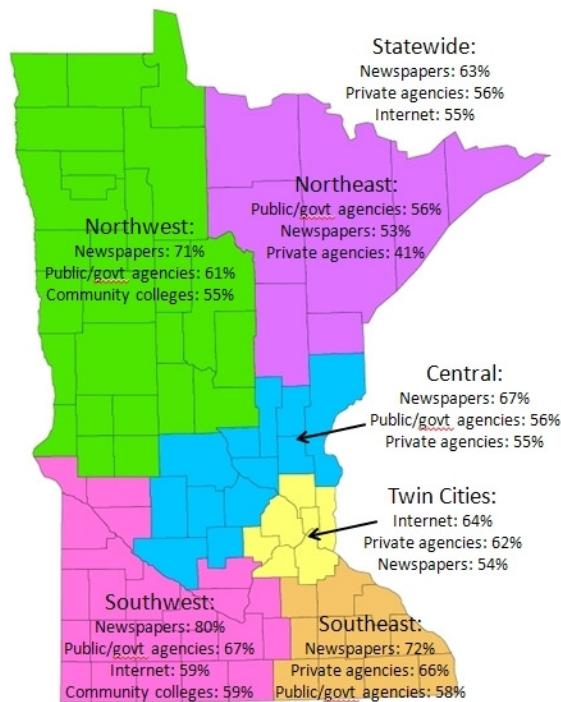 Statewide:
Newspapers: 63%
Private agencies: 56%
Internet: 55%
Northeast:
Public/govt agencies: 56%
Newspapers: 53%
Private agencies: 41%
Northwest:
Newspapers: 71%
Public/govt agencies: 61%
Community colleges: 55%
Central:
Newspapers: 67%
Public/govt agencies: 56%
Private agencies: 55%
Twin Cities:
Internet: 64%
Private agencies: 62%
Newspapers: 54%
Southwest:
Newspapers: 80%
Public/govt agencies: 67%
Internet: 59%
Community colleges: 59%
Southeast:
Newspapers: 72%
Private agencies: 66%
Public/govt agencies: 58%